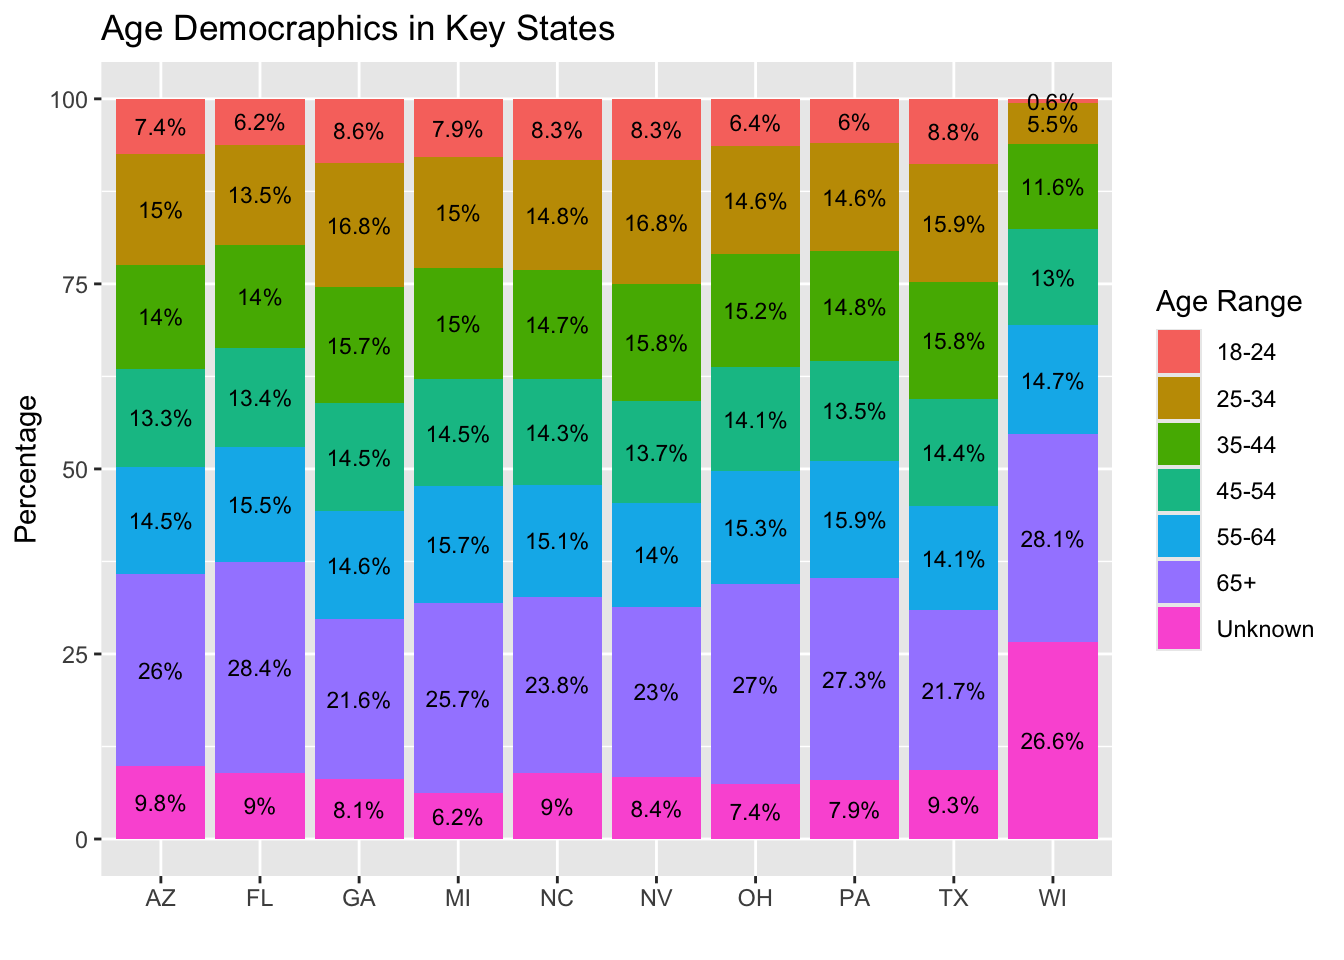 Age Democraphics in Key States
Percentage
100
75
50
25
0
7.4% 6.2% 8.6% 7.9% 8.3% 8.3% 6.4% 6% 8.8% 0.6%
15% 13.5% 16.8% 15% 14.8% 16.8% 14.6% 14.6% 15.9% 5.5%
14% 14% 15.7% 15% 14.7% 15.8% 15.2% 14.8% 15.8% 11.6%
13.3% 13.4% 14.5% 14.5% 14.3% 13.7% 14.1% 13.5% 14.4% 13%
14.5% 15.5% 14.6% 15.7% 15.1% 14% 15.3% 15.9% 14.1% 14.7%
26% 28.4% 21.6% 25.7% 23.8% 23% 27% 27.3% 21.7% 28.1%
9.8% 9% 8.1% 6.2% 9% 8.4% 7.4% 7.9% 9.3% 26.6%
AZ FL GA MI NC NV OH PA TX WI
Age Range
18-24
25-34
35-44
45-54
55-64
65+
Unknown